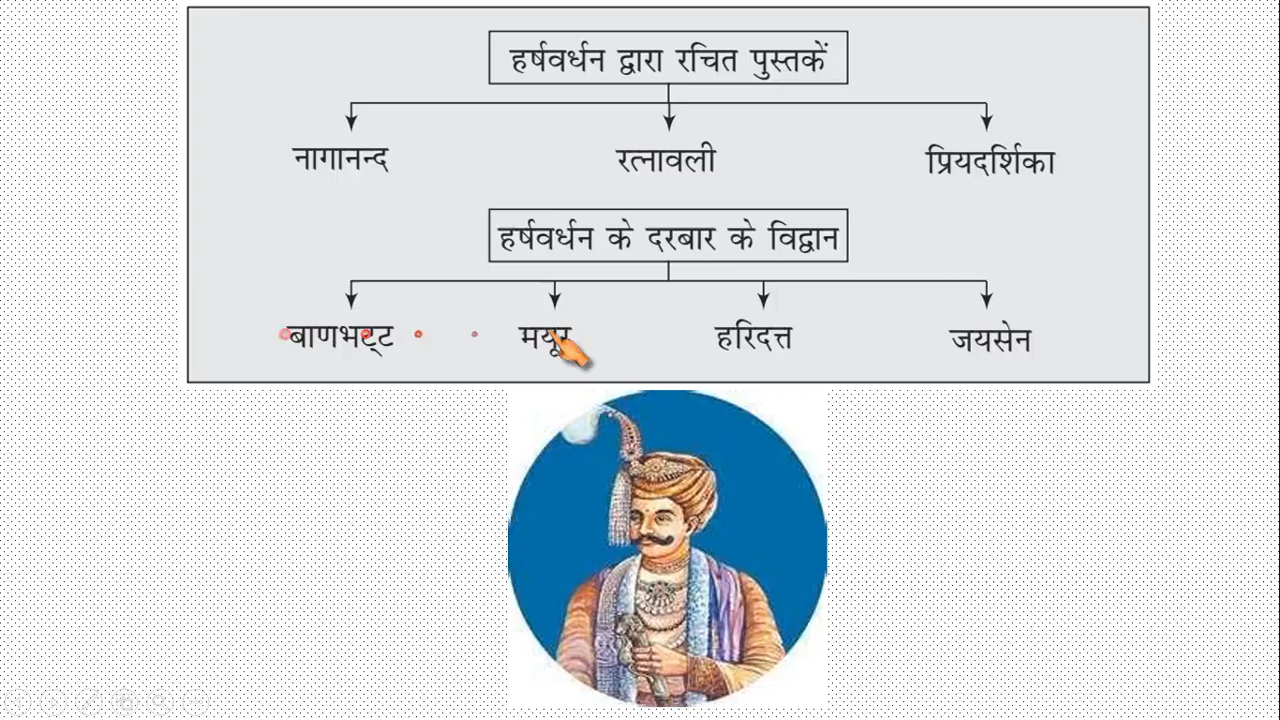 हर्षवर्धन द्वारा रचित पुस्तकें
नागानन्द रत्नावली प्रियदर्शिका
हर्षवर्धन के दरबार के विद्वान
बाणभट्ट मयूर हरिदत्त जयसेन